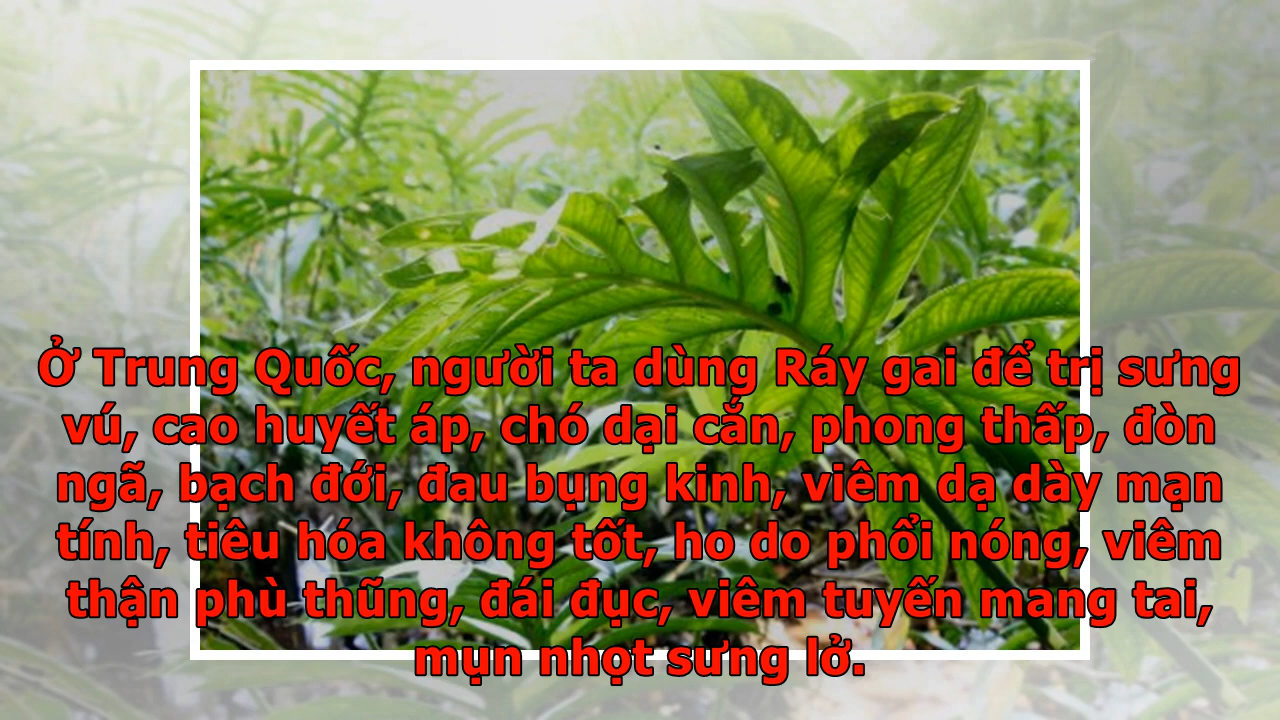 Ở Trung Quốc, người ta dùng Ráy gai để trị sưng
vú, cao huyết áp, chó dại cắn, phong thấp, đòn
ngã, bạch đới, đau bụng kinh, viêm dạ dày mạn
tính, tiêu hóa không tốt, ho do phổi nóng, viêm
thận phù thũng, đái đục, viêm tuyến mang tai,
mụn nhọt sưng lở.